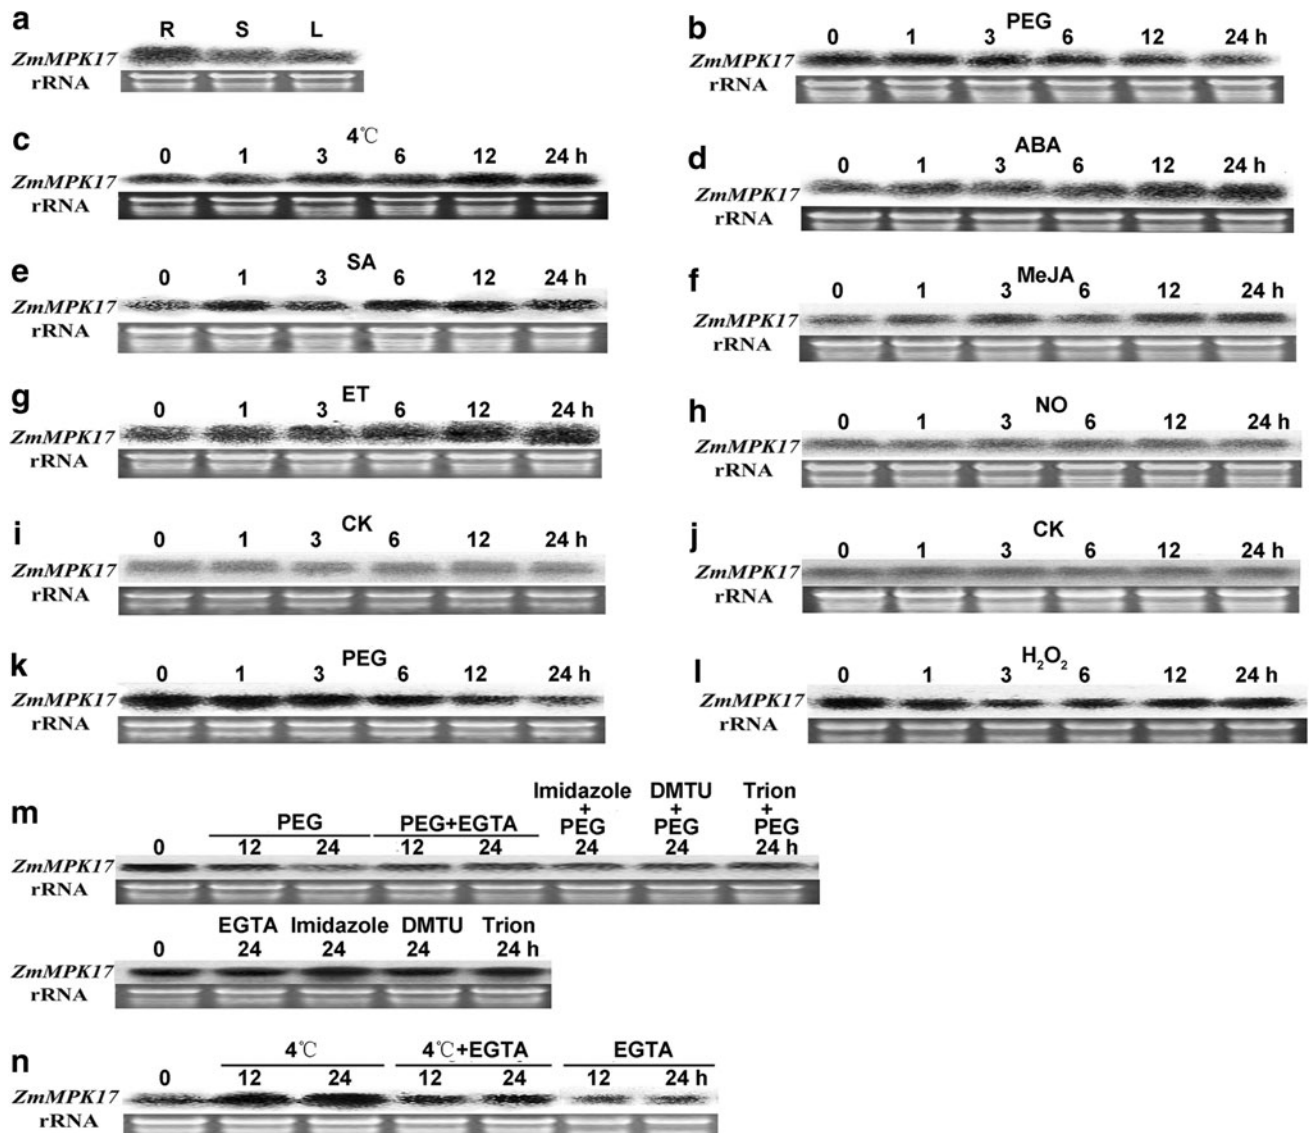 a
R S L
ZmMPK17
rRNA
b
PEG
0 1 3 6 12 24 h
ZmMPK17
rRNA
c
4℃
0 1 3 6 12 24 h
ZmMPK17
rRNA
d
ABA
0 1 3 6 12 24 h
ZmMPK17
rRNA
e
SA
0 1 3 6 12 24 h
ZmMPK17
rRNA
f
MeJA
0 1 3 6 12 24 h
ZmMPK17
rRNA
g
ET
0 1 3 6 12 24 h
ZmMPK17
rRNA
h
NO
0 1 3 6 12 24 h
ZmMPK17
rRNA
i
CK
0 1 3 6 12 24 h
ZmMPK17
rRNA
j
CK
0 1 3 6 12 24 h
ZmMPK17
rRNA
k
PEG
0 1 3 6 12 24 h
ZmMPK17
rRNA
l
H₂O₂
0 1 3 6 12 24 h
ZmMPK17
rRNA
m
Imidazole DMTU Trion
+ + +
PEG PEG+EGTA PEG PEG PEG
0 12 24 12 24 24 24 24 h
ZmMPK17
rRNA
EGTA Imidazole DMTU Trion
0 24 24 24 24 h
ZmMPK17
rRNA
n
4℃ 4℃+EGTA EGTA
0 12 24 12 24 12 24 h
ZmMPK17
rRNA